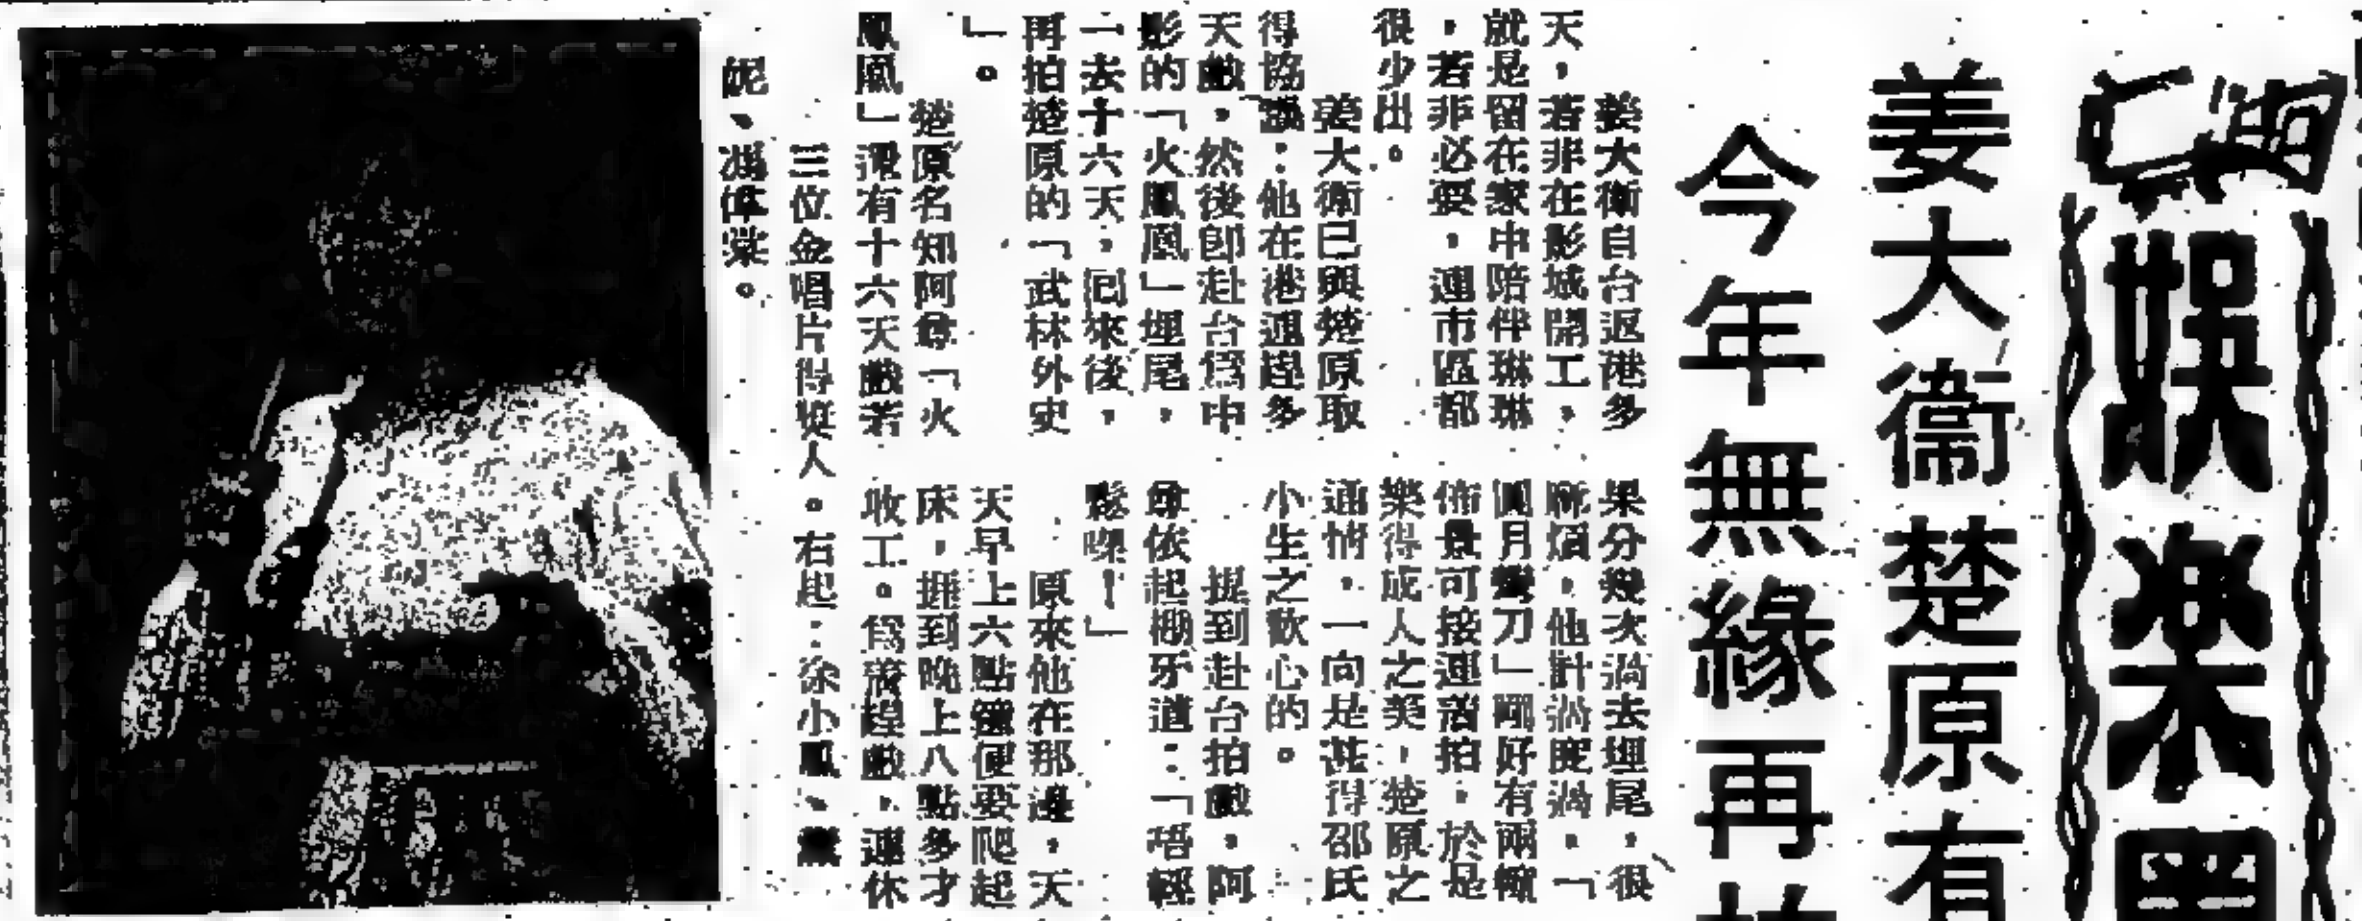 娛樂圈
姜大衛楚原有
今年無緣再拍
姜大衛自台返港多
天,若非在影城開工,
就是留在家中陪伴琳琳
,若非必要,連市區都
很少出。
姜大衛已與楚原取
得協議:他在港趕多
天戲,然後即赴台爲中
影的「火鳳凰」埋尾,
一去十六天,回來後,
再拍楚原的「武林外史
」。
楚原名知阿尊「火
鳳凰」還有十六天戲若
果分幾次過去埋尾,很
麻煩,他計過度過,「
圓月彎刀」剛好有兩輯
佈景可接連落拍,於是
樂得成人之美,楚原之
通情,一向是甚得邵氏
小生之歡心的。
提到赴台拍戲,阿
尊依起棚牙道:「唔輕
鬆㗎!」
原來他在那邊,天
天早上六點鐘便要爬起
床,捱到晚上八點多才
收工。爲着趕戲,連休
三位金唱片得獎人。右起:徐小鳳、
妮、馮偉棠。